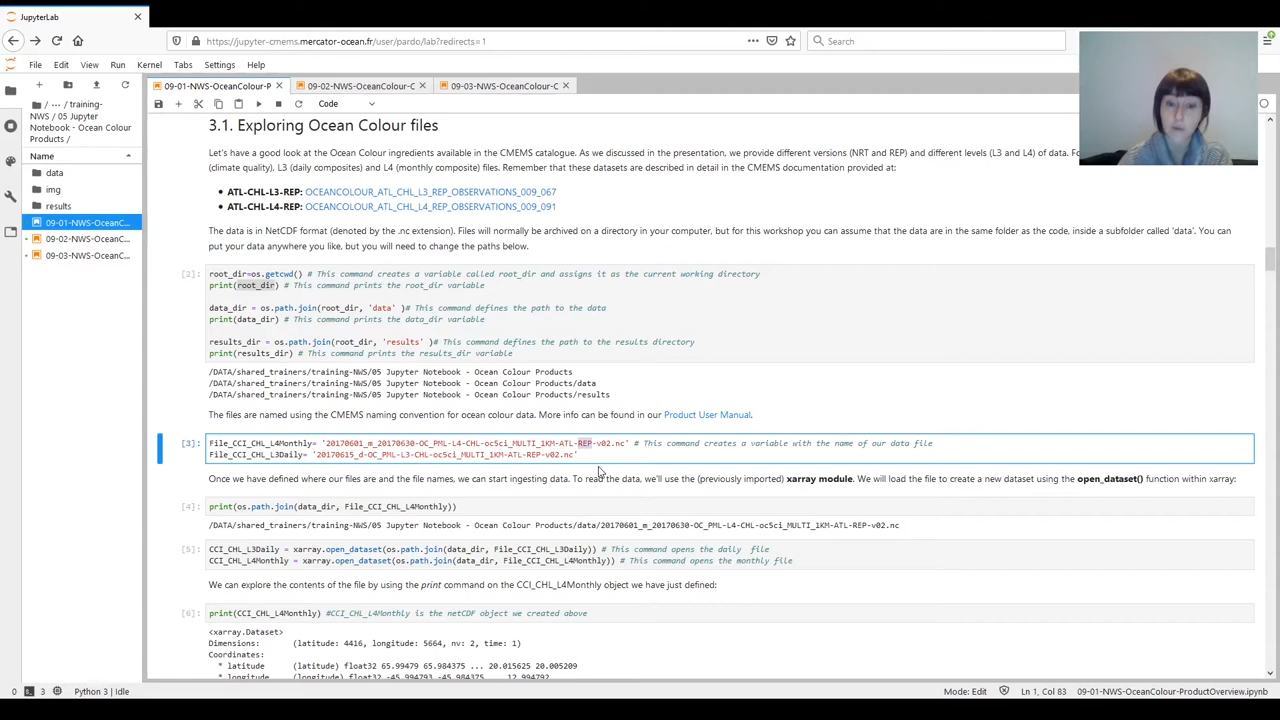 JupyterLab
https://jupyter-cmems.mercator-ocean.fr/user/pardo/lab?redirects=1
Search
File Edit View Run Kernel Tabs Settings Help
/ ··· / training-
NWS / 05 Jupyter
Notebook - Ocean Colour
Products /
Name
data
img
results
09-01-NWS-OceanC...
09-02-NWS-OceanC...
09-03-NWS-OceanC...
09-01-NWS-OceanColour-P
09-02-NWS-OceanColour-C
09-03-NWS-OceanColour-C
Code
3.1. Exploring Ocean Colour files
Let's have a good look at the Ocean Colour ingredients available in the CMEMS catalogue. As we discussed in the presentation, we provide different versions (NRT and REP) and different levels (L3 and L4) of data. Fo
(climate quality), L3 (daily composites) and L4 (monthly composite) files. Remember that these datasets are described in detail in the CMEMS documentation provided at:
ATL-CHL-L3-REP: OCEANCOLOUR_ATL_CHL_L3_REP_OBSERVATIONS_009_067
ATL-CHL-L4-REP: OCEANCOLOUR_ATL_CHL_L4_REP_OBSERVATIONS_009_091
The data is in NetCDF format (denoted by the .nc extension). Files will normally be archived on a directory in your computer, but for this workshop you can assume that the data are in the same folder as the code, inside a subfolder called 'data'. You can
put your data anywhere you like, but you will need to change the paths below.
[2]: root_dir=os.getcwd() # This command creates a variable called root_dir and assigns it as the current working directory
print(root_dir) # This command prints the root_dir variable
data_dir = os.path.join(root_dir, 'data' )# This command defines the path to the data
print(data_dir) # This command prints the data_dir variable
results_dir = os.path.join(root_dir, 'results' )# This command defines the path to the results directory
print(results_dir) # This command prints the results_dir variable
/DATA/shared_trainers/training-NWS/05 Jupyter Notebook - Ocean Colour Products
/DATA/shared_trainers/training-NWS/05 Jupyter Notebook - Ocean Colour Products/data
/DATA/shared_trainers/training-NWS/05 Jupyter Notebook - Ocean Colour Products/results
The files are named using the CMEMS naming convention for ocean colour data. More info can be found in our Product User Manual.
[3]: File_CCI_CHL_L4Monthly= '20170601_m_20170630-OC_PML-L4-CHL-oc5ci_MULTI_1KM-ATL-REP-v02.nc' # This command creates a variable with the name of our data file
File_CCI_CHL_L3Daily= '20170615_d-OC_PML-L3-CHL-oc5ci_MULTI_1KM-ATL-REP-v02.nc'
Once we have defined where our files are and the file names, we can start ingesting data. To read the data, we'll use the (previously imported) xarray module. We will load the file to create a new dataset using the open_dataset() function within xarray:
[4]: print(os.path.join(data_dir, File_CCI_CHL_L4Monthly))
/DATA/shared_trainers/training-NWS/05 Jupyter Notebook - Ocean Colour Products/data/20170601_m_20170630-OC_PML-L4-CHL-oc5ci_MULTI_1KM-ATL-REP-v02.nc
[5]: CCI_CHL_L3Daily = xarray.open_dataset(os.path.join(data_dir, File_CCI_CHL_L3Daily)) # This command opens the daily  file
CCI_CHL_L4Monthly = xarray.open_dataset(os.path.join(data_dir, File_CCI_CHL_L4Monthly)) # This command opens the monthly file
We can explore the contents of the file by using the print command on the CCI_CHL_L4Monthly object we have just defined:
[6]: print(CCI_CHL_L4Monthly) #CCI_CHL_L4Monthly is the netCDF object we created above
<xarray.Dataset>
Dimensions: (latitude: 4416, longitude: 5664, nv: 2, time: 1)
Coordinates:
* latitude (latitude) float32 65.99479 65.984375 ... 20.015625 20.005209
* longitude (longitude) float32 -45.994793 -45.984375 ... 12.994792
0 3 Python 3 | Idle
Mode: Edit Ln 1, Col 83 09-01-NWS-OceanColour-ProductOverview.ipynb